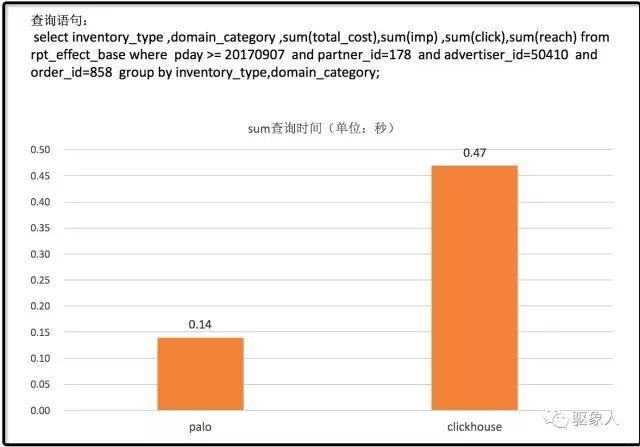 查询语句：
select inventory_type ,domain_category ,sum(total_cost),sum(imp) ,sum(click),sum(reach) from
rpt_effect_base where  pday >= 20170907  and partner_id=178  and advertiser_id=50410  and
order_id=858  group by inventory_type,domain_category;
sum查询时间（单位：秒）
0.50
0.45
0.40
0.35
0.30
0.25
0.20
0.15
0.10
0.05
0.00
0.14
0.47
palo
clickhouse
驱象人